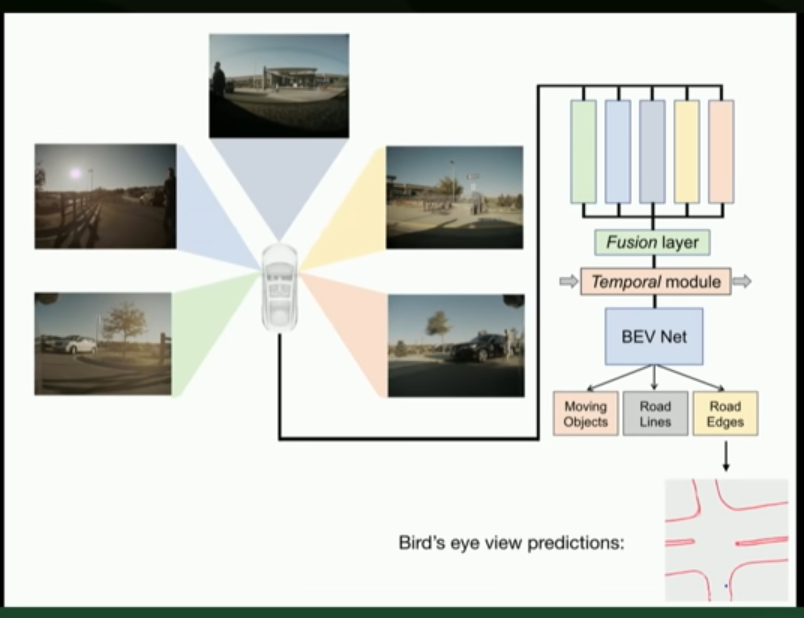 Fusion layer
Temporal module
BEV Net
Moving
Objects
Road
Lines
Road
Edges
Bird's eye view predictions: